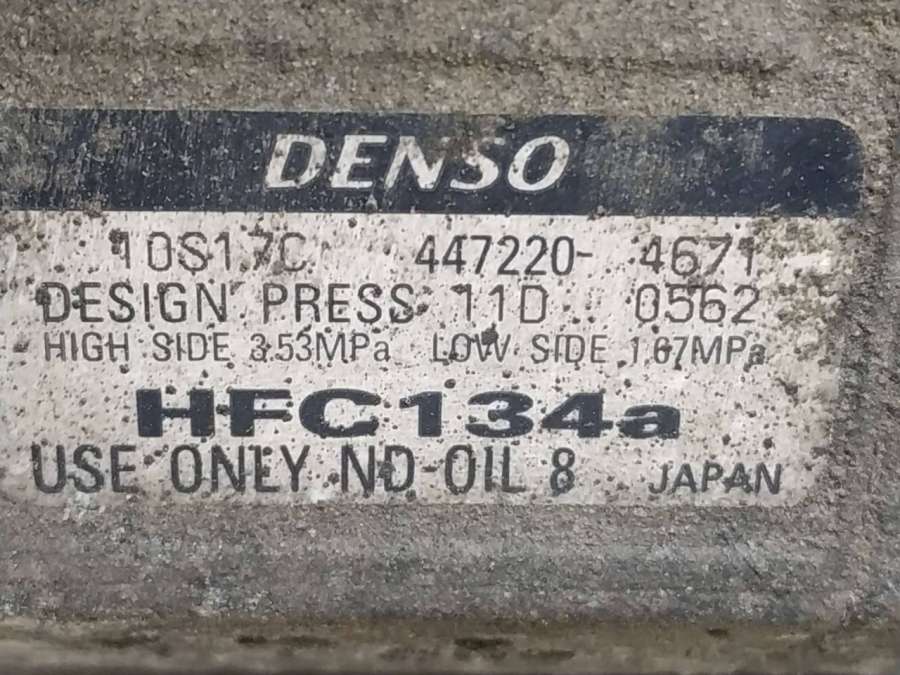 DENSO
10S17C 447220- 4671
DESIGN PRESS 11D 0562
HIGH SIDE 3.53MPa LOW SIDE 1.67MPa
HFC134a
USE ONLY ND-OIL 8 JAPAN